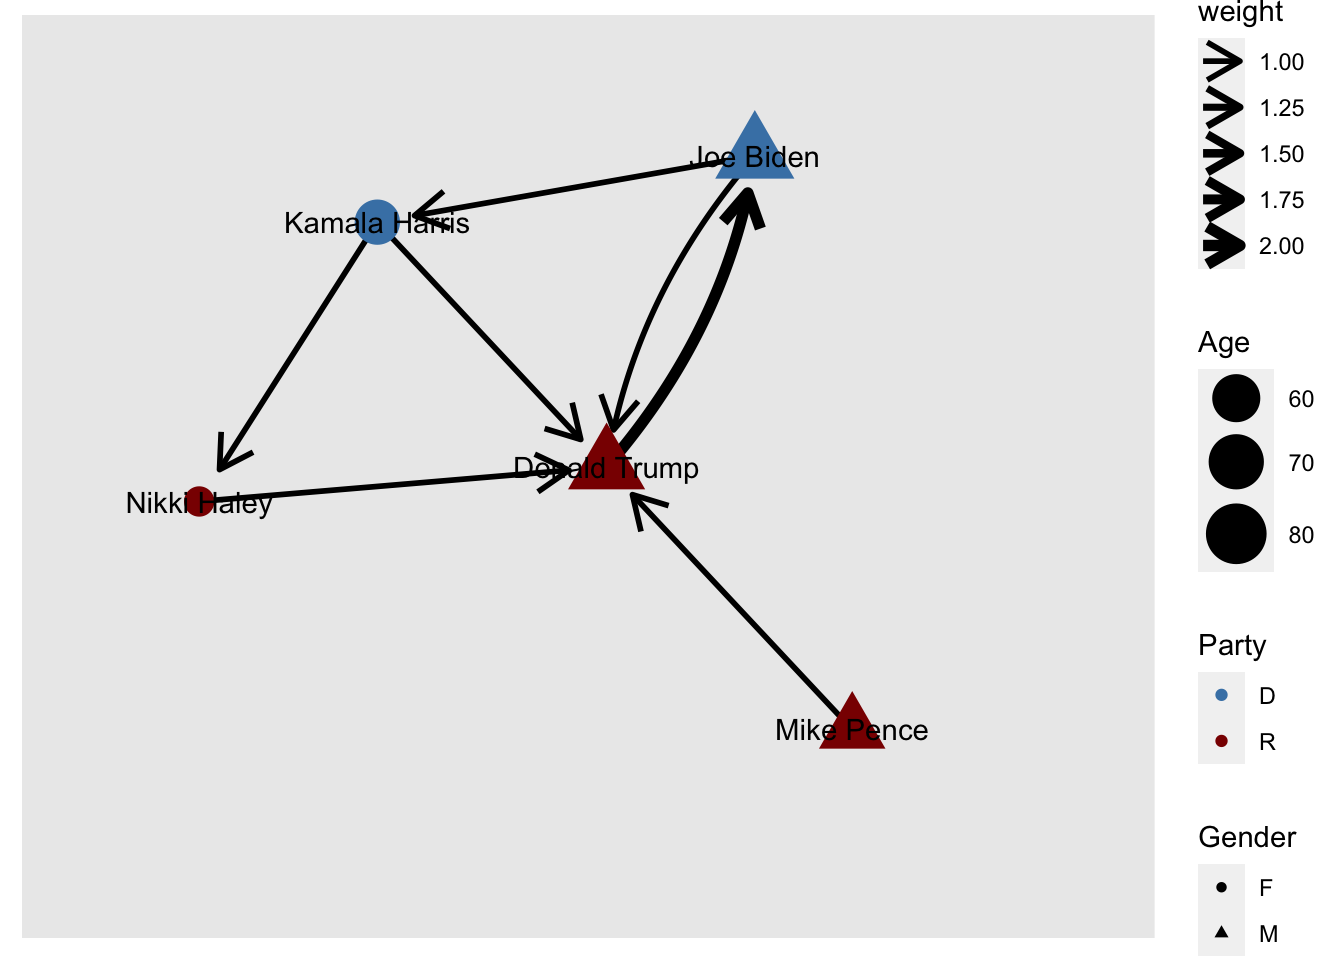 Joe Biden
Kamala Harris
Donald Trump
Nikki Haley
Mike Pence
weight
1.00
1.25
1.50
1.75
2.00
Age
60
70
80
Party
D
R
Gender
F
M